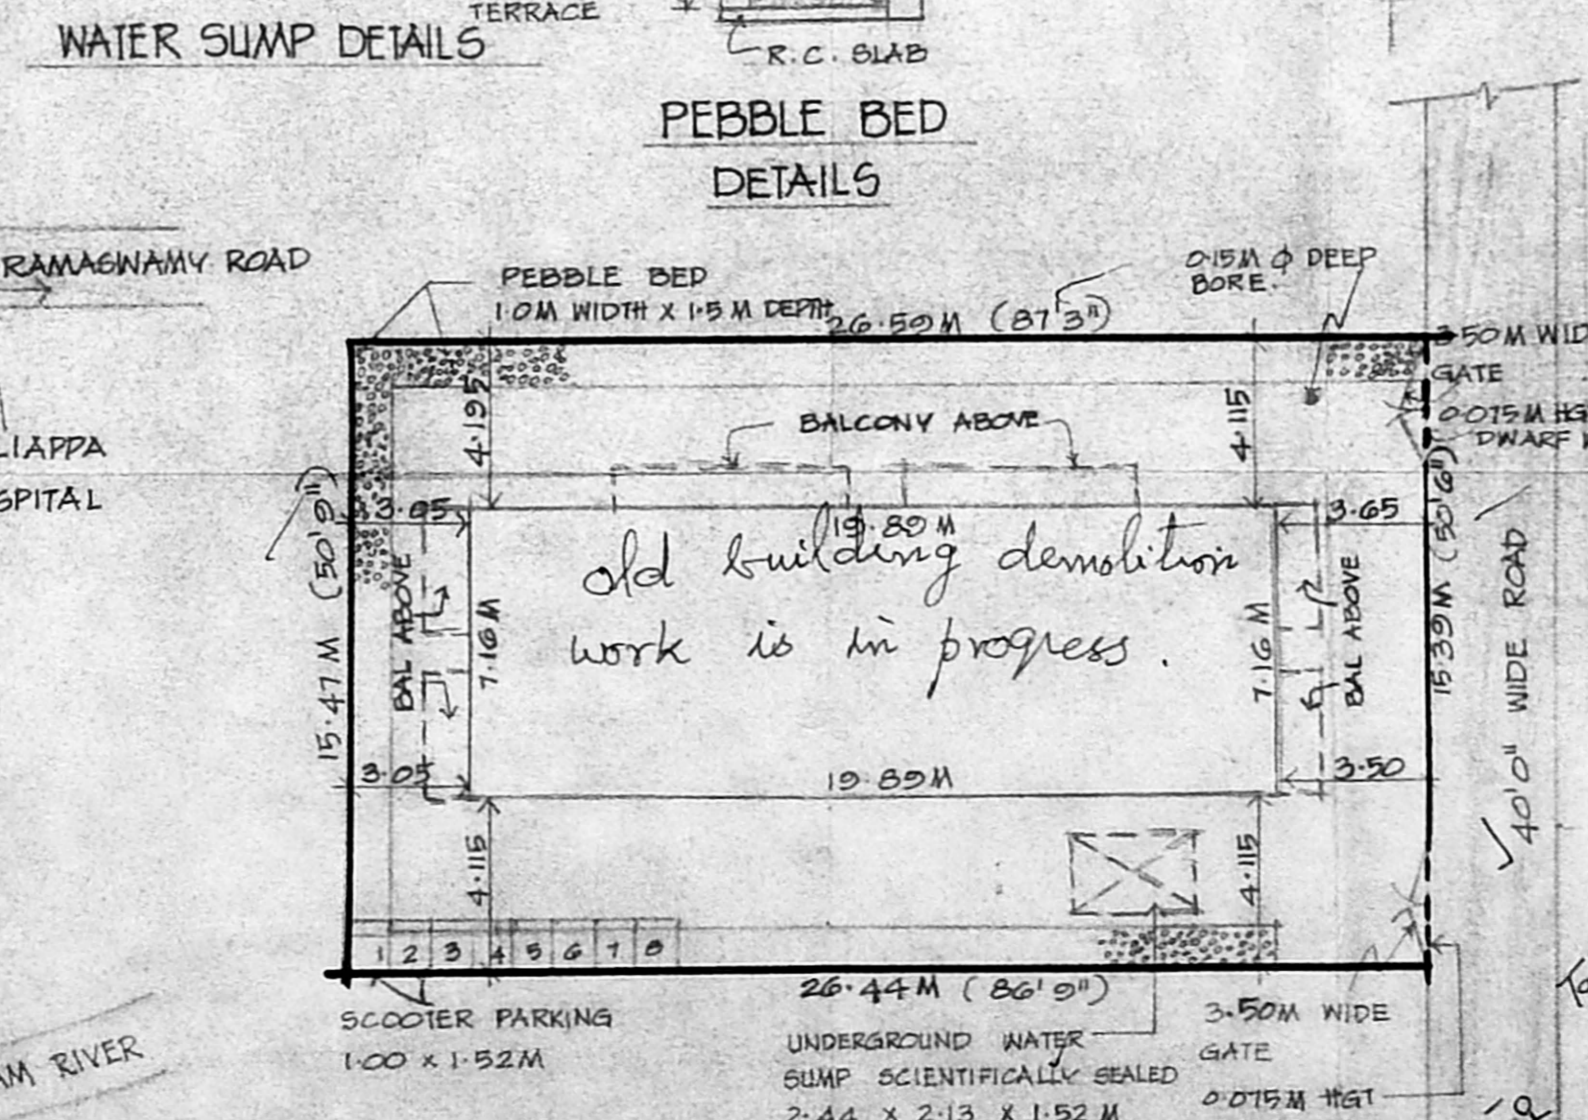 TERRACE
WATER SUMP DETAILS
R.C. SLAB
PEBBLE BED
DETAILS
RAMASWAMY ROAD
PEBBLE BED
1.0M WIDTH X 1.5 M DEPTH
0.15M ϕ DEEP
BORE.
26.59M (87'3")
3.50M WID
GATE
0.075M HGT
DWARF
4.195
BALCONY ABOVE
4.115
LIAPPA
SPITAL
15.47M (50'9")
3.05
19.89M
3.65
old building demolition
work is in progress.
BAL ABOVE
7.16M
7.16 M
BAL ABOVE
15.39M (50'6")
40'0" WIDE ROAD
3.05
19.89M
3.50
4.115
4.115
1 2 3 4 5 6 7 8
26.44M (86'9")
SCOOTER PARKING
1.00 x 1.52M
UNDERGROUND WATER
SUMP SCIENTIFICALLY SEALED
2.44 x 2.13 x 1.52 M
3.50M WIDE
GATE
0.075M HGT
AM RIVER
To